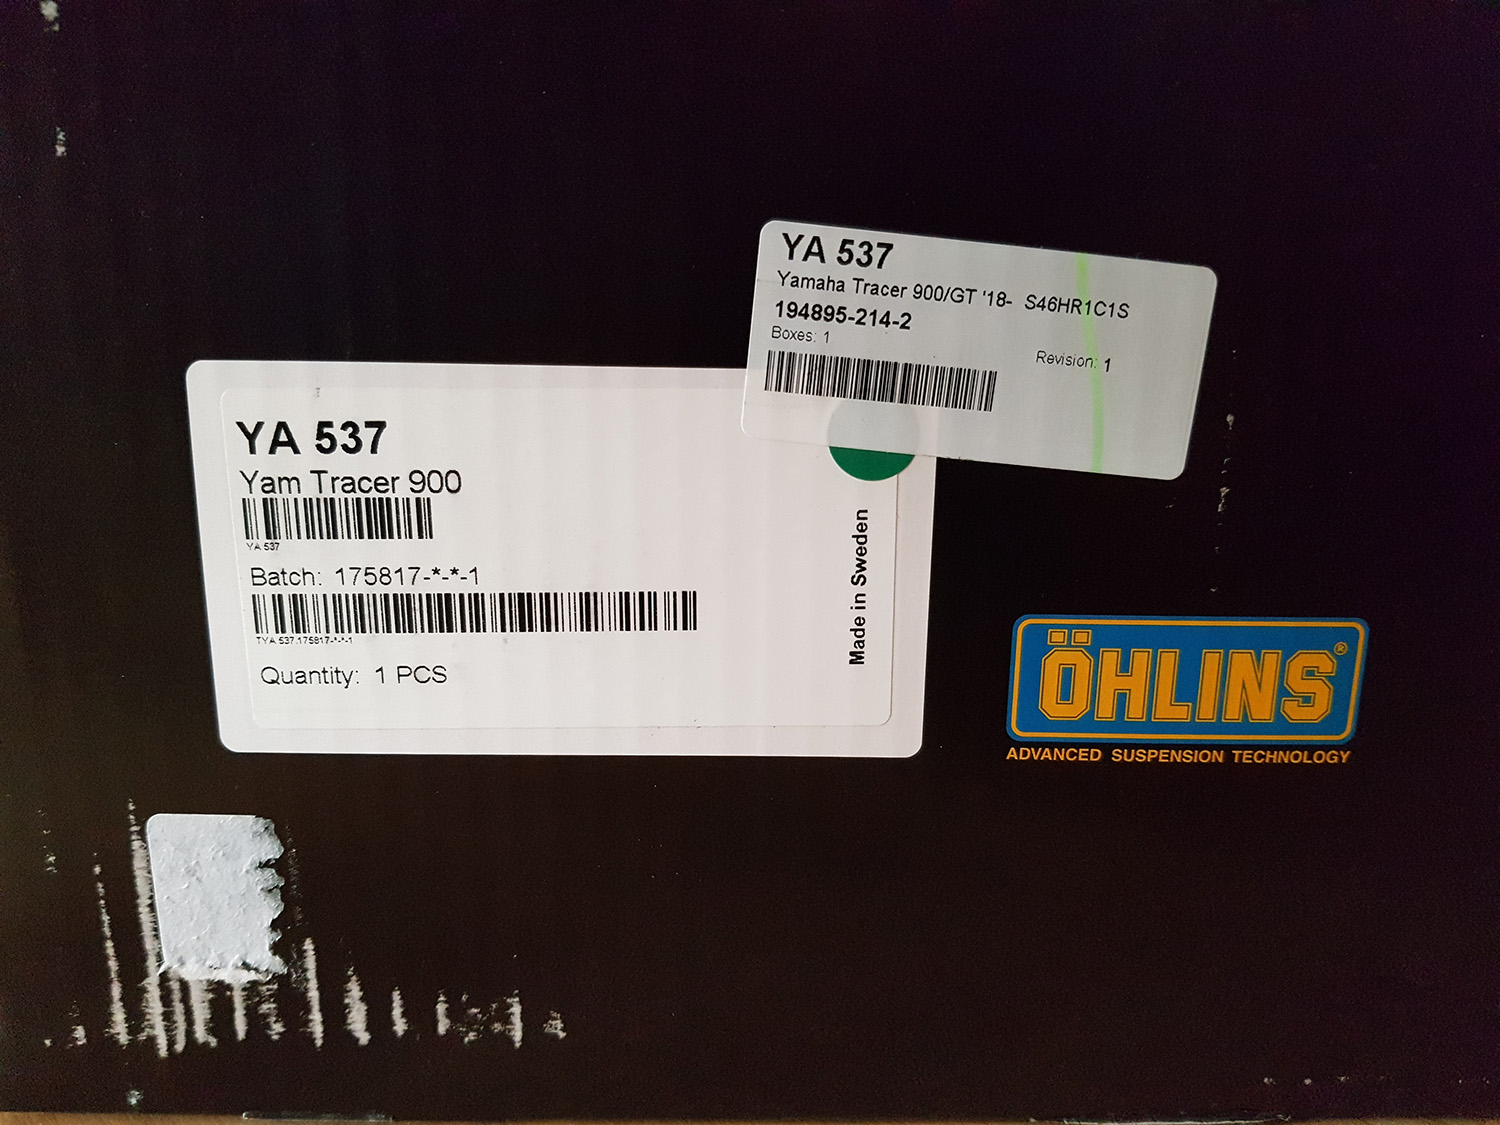 YA 537
Yamaha Tracer 900/GT '18- S46HR1C1S
194895-214-2
Boxes: 1
Revision: 1
YA 537
Yam Tracer 900
YA 537
Batch: 175817-*-*-1
TYA 537.175817-*-*-1
Quantity: 1 PCS
Made in Sweden
ÖHLINS®
ADVANCED SUSPENSION TECHNOLOGY